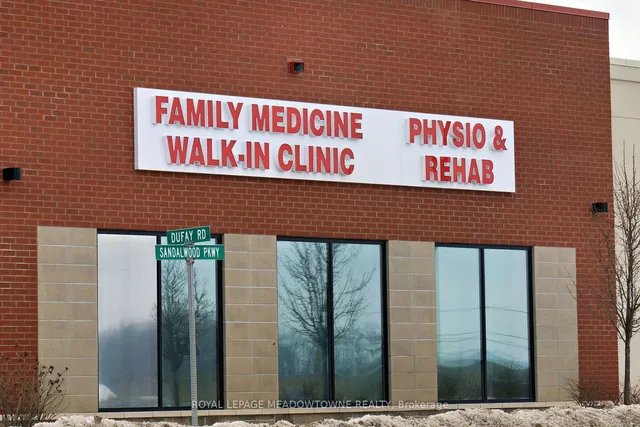 FAMILY MEDICINE
WALK-IN CLINIC
PHYSIO &
REHAB
DUFAY RD
SANDALWOOD PKWY
ROYAL LEPAGE MEADOWTOWNE REALTY, Brokerage